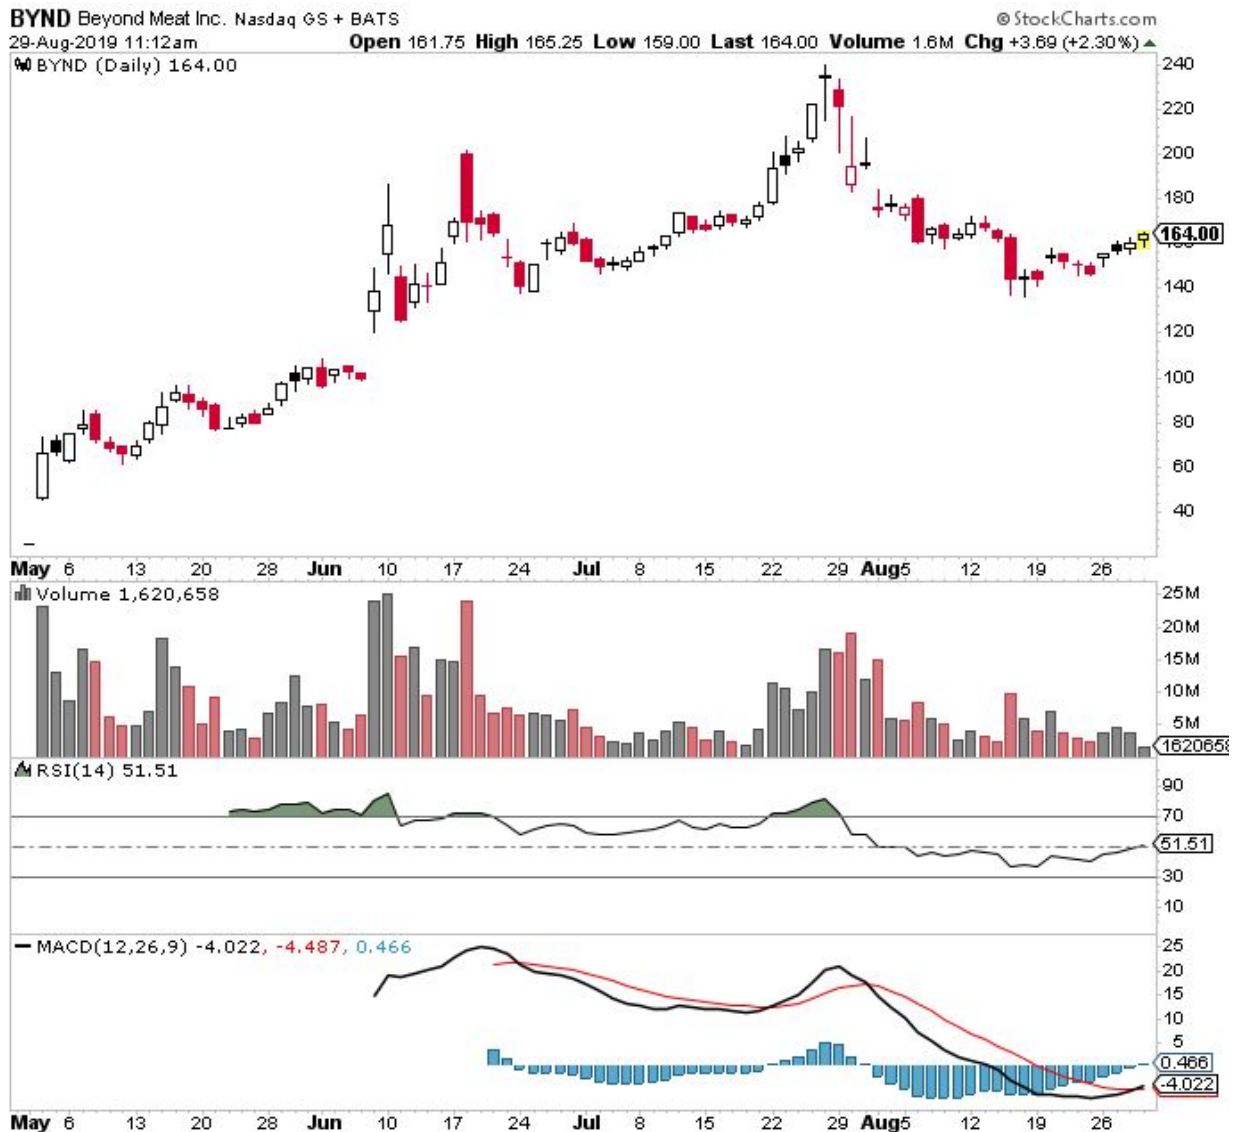 BYND Beyond Meat Inc. Nasdaq GS + BATS © StockCharts.com
29-Aug-2019 11:12am Open 161.75 High 165.25 Low 159.00 Last 164.00 Volume 1.6M Chg +3.69 (+2.30%)
BYND (Daily) 164.00
240
220
200
180
164.00
160
140
120
100
80
60
40
May 6 13 20 28 Jun 10 17 24 Jul 8 15 22 29 Aug 5 12 19 26
Volume 1,620,658
25M
20M
15M
10M
5M
1620658
RSI(14) 51.51
90
70
51.51
30
10
MACD(12,26,9) -4.022, -4.487, 0.466
25
20
15
10
5
0.466
-4.022
May 6 13 20 28 Jun 10 17 24 Jul 8 15 22 29 Aug 5 12 19 26